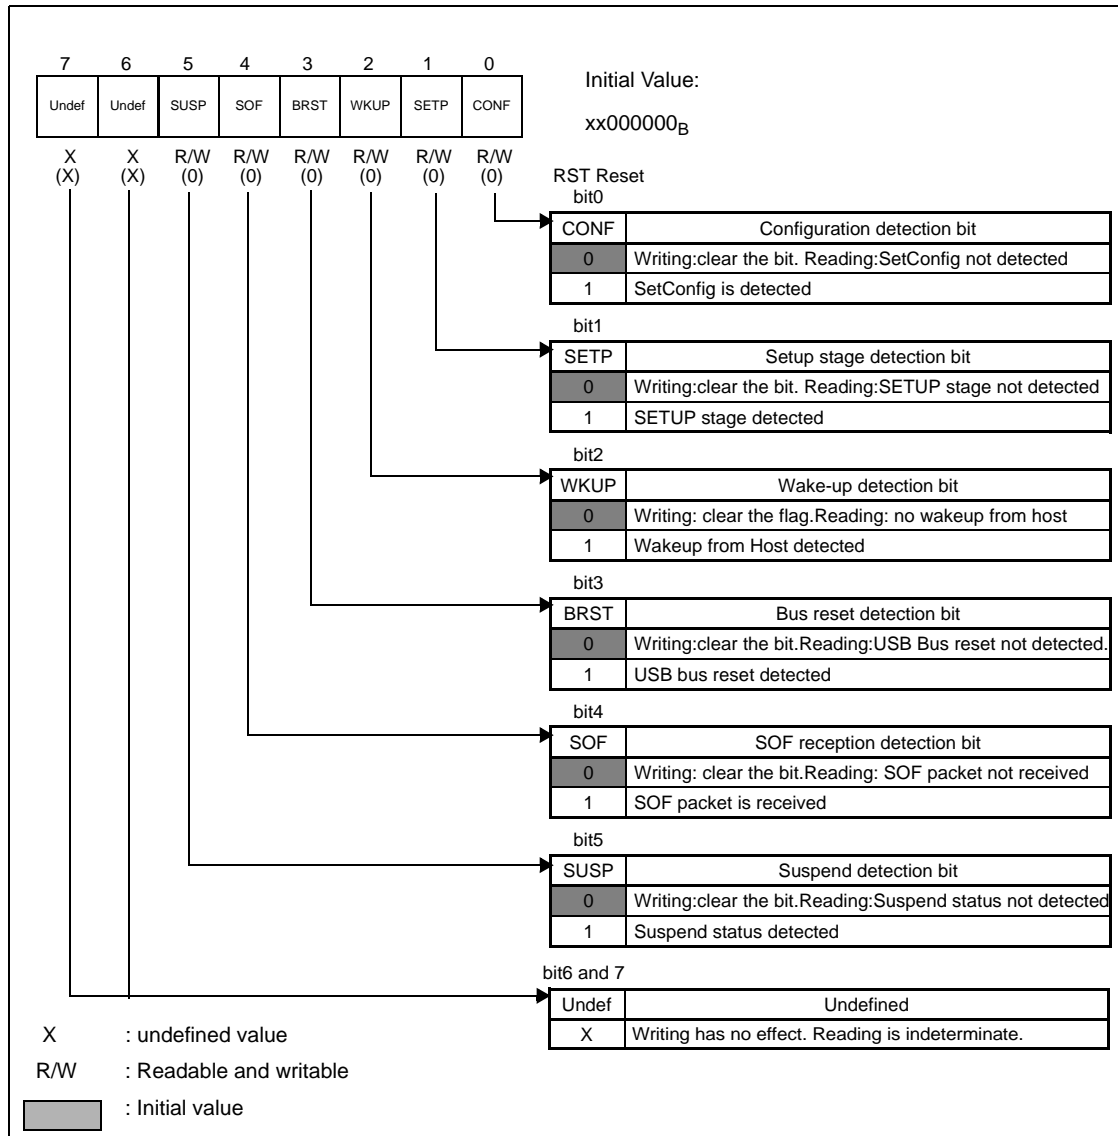 7 6 5 4 3 2 1 0
Undef Undef SUSP SOF BRST WKUP SETP CONF
X X R/W R/W R/W R/W R/W R/W
(X) (X) (0) (0) (0) (0) (0) (0)
Initial Value:
xx000000B
RST Reset
bit0
CONF Configuration detection bit
0 Writing:clear the bit. Reading:SetConfig not detected
1 SetConfig is detected
bit1
SETP Setup stage detection bit
0 Writing:clear the bit. Reading:SETUP stage not detected
1 SETUP stage detected
bit2
WKUP Wake-up detection bit
0 Writing: clear the flag.Reading: no wakeup from host
1 Wakeup from Host detected
bit3
BRST Bus reset detection bit
0 Writing:clear the bit.Reading:USB Bus reset not detected.
1 USB bus reset detected
bit4
SOF SOF reception detection bit
0 Writing: clear the bit.Reading: SOF packet not received
1 SOF packet is received
bit5
SUSP Suspend detection bit
0 Writing:clear the bit.Reading:Suspend status not detected
1 Suspend status detected
bit6 and 7
Undef Undefined
X Writing has no effect. Reading is indeterminate.
X : undefined value
R/W : Readable and writable
: Initial value